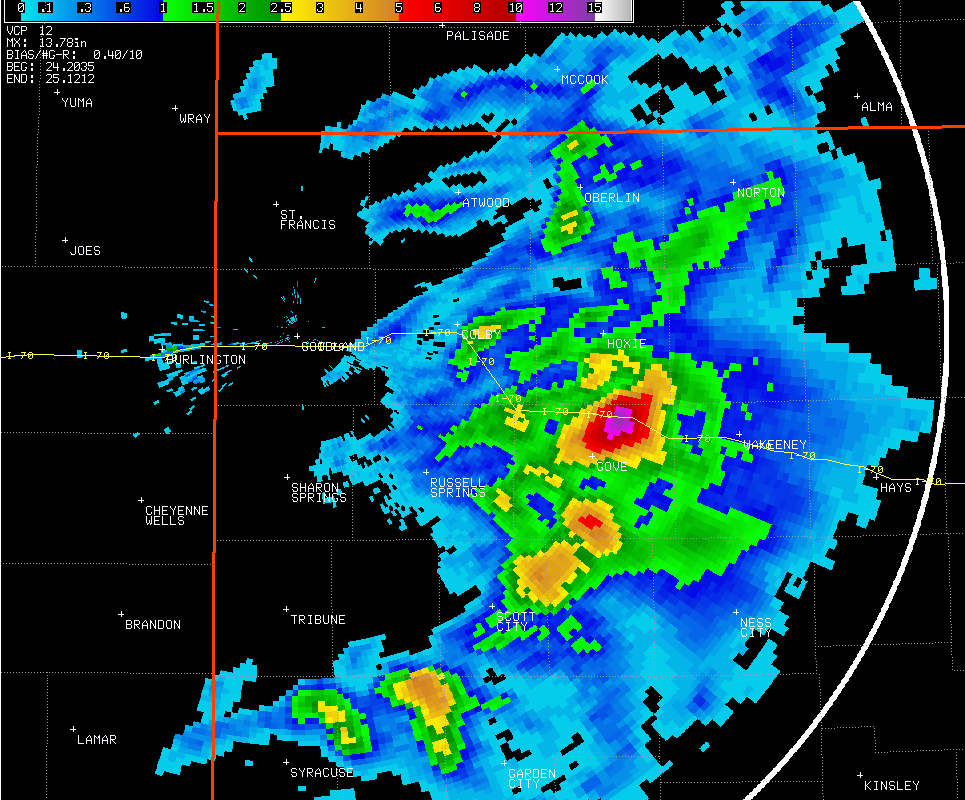 0 .1 .3 .6 1 1.5 2 2.5 3 4 5 6 8 10 12 15
VCP 12
MX: 13.78in
BIAS/#G-R: 0.40/10
BEG: 24.2035
END: 25.1212
PALISADE
MCCOOK
YUMA
WRAY
ALMA
OBERLIN
NORTON
ATWOOD
ST.
FRANCIS
JOES
COLBY
I-70
I-70 I-70 BURLINGTON I-70 GOODLAND I-70
HOXIE
I-70
I-70
I-70 I-70
I-70 WAKEENEY
I-70
GOVE
I-70
HAYS I-70
RUSSELL
SPRINGS
SHARON
SPRINGS
CHEYENNE
WELLS
TRIBUNE
SCOTT
CITY
NESS
CITY
BRANDON
LAMAR
SYRACUSE
GARDEN
CITY
KINSLEY